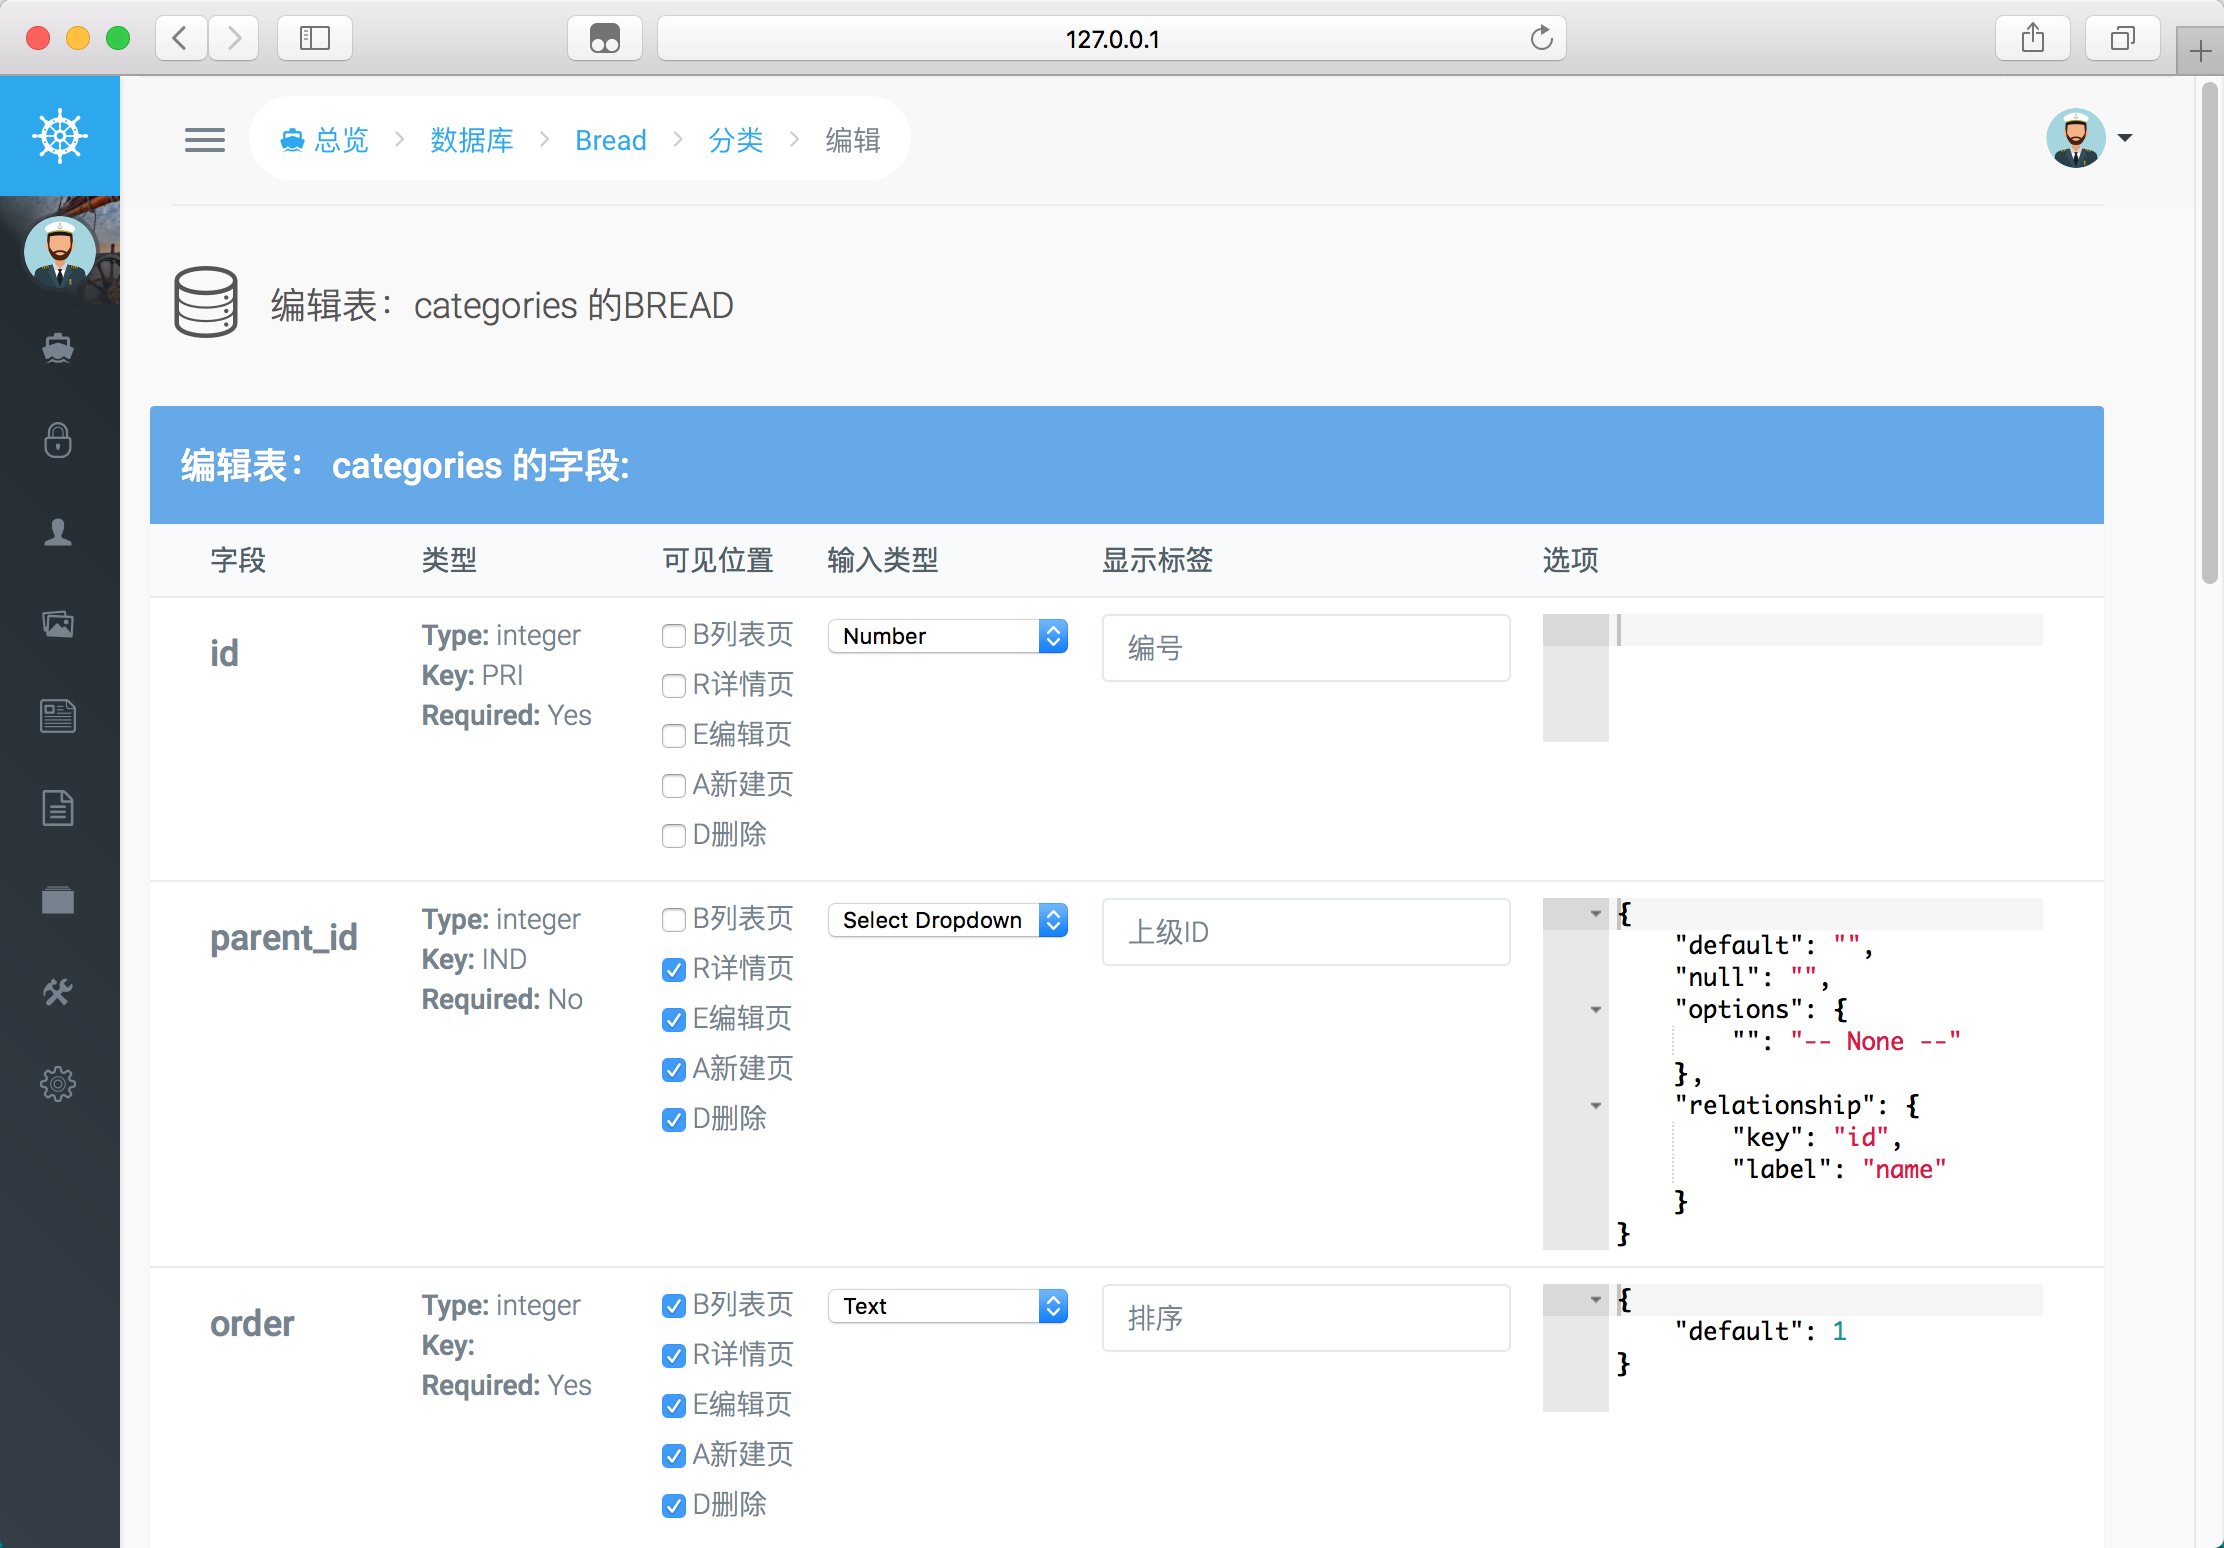 127.0.0.1
总览 > 数据库 > Bread > 分类 > 编辑
编辑表：categories 的BREAD
编辑表： categories 的字段:
字段 类型 可见位置 输入类型 显示标签 选项
id
Type: integer
Key: PRI
Required: Yes
B列表页
R详情页
E编辑页
A新建页
D删除
Number
编号
parent_id
Type: integer
Key: IND
Required: No
B列表页
R详情页
E编辑页
A新建页
D删除
Select Dropdown
上级ID
{
"default": "",
"null": "",
"options": {
"": "-- None --"
},
"relationship": {
"key": "id",
"label": "name"
}
}
order
Type: integer
Key:
Required: Yes
B列表页
R详情页
E编辑页
A新建页
D删除
Text
排序
{
"default": 1
}